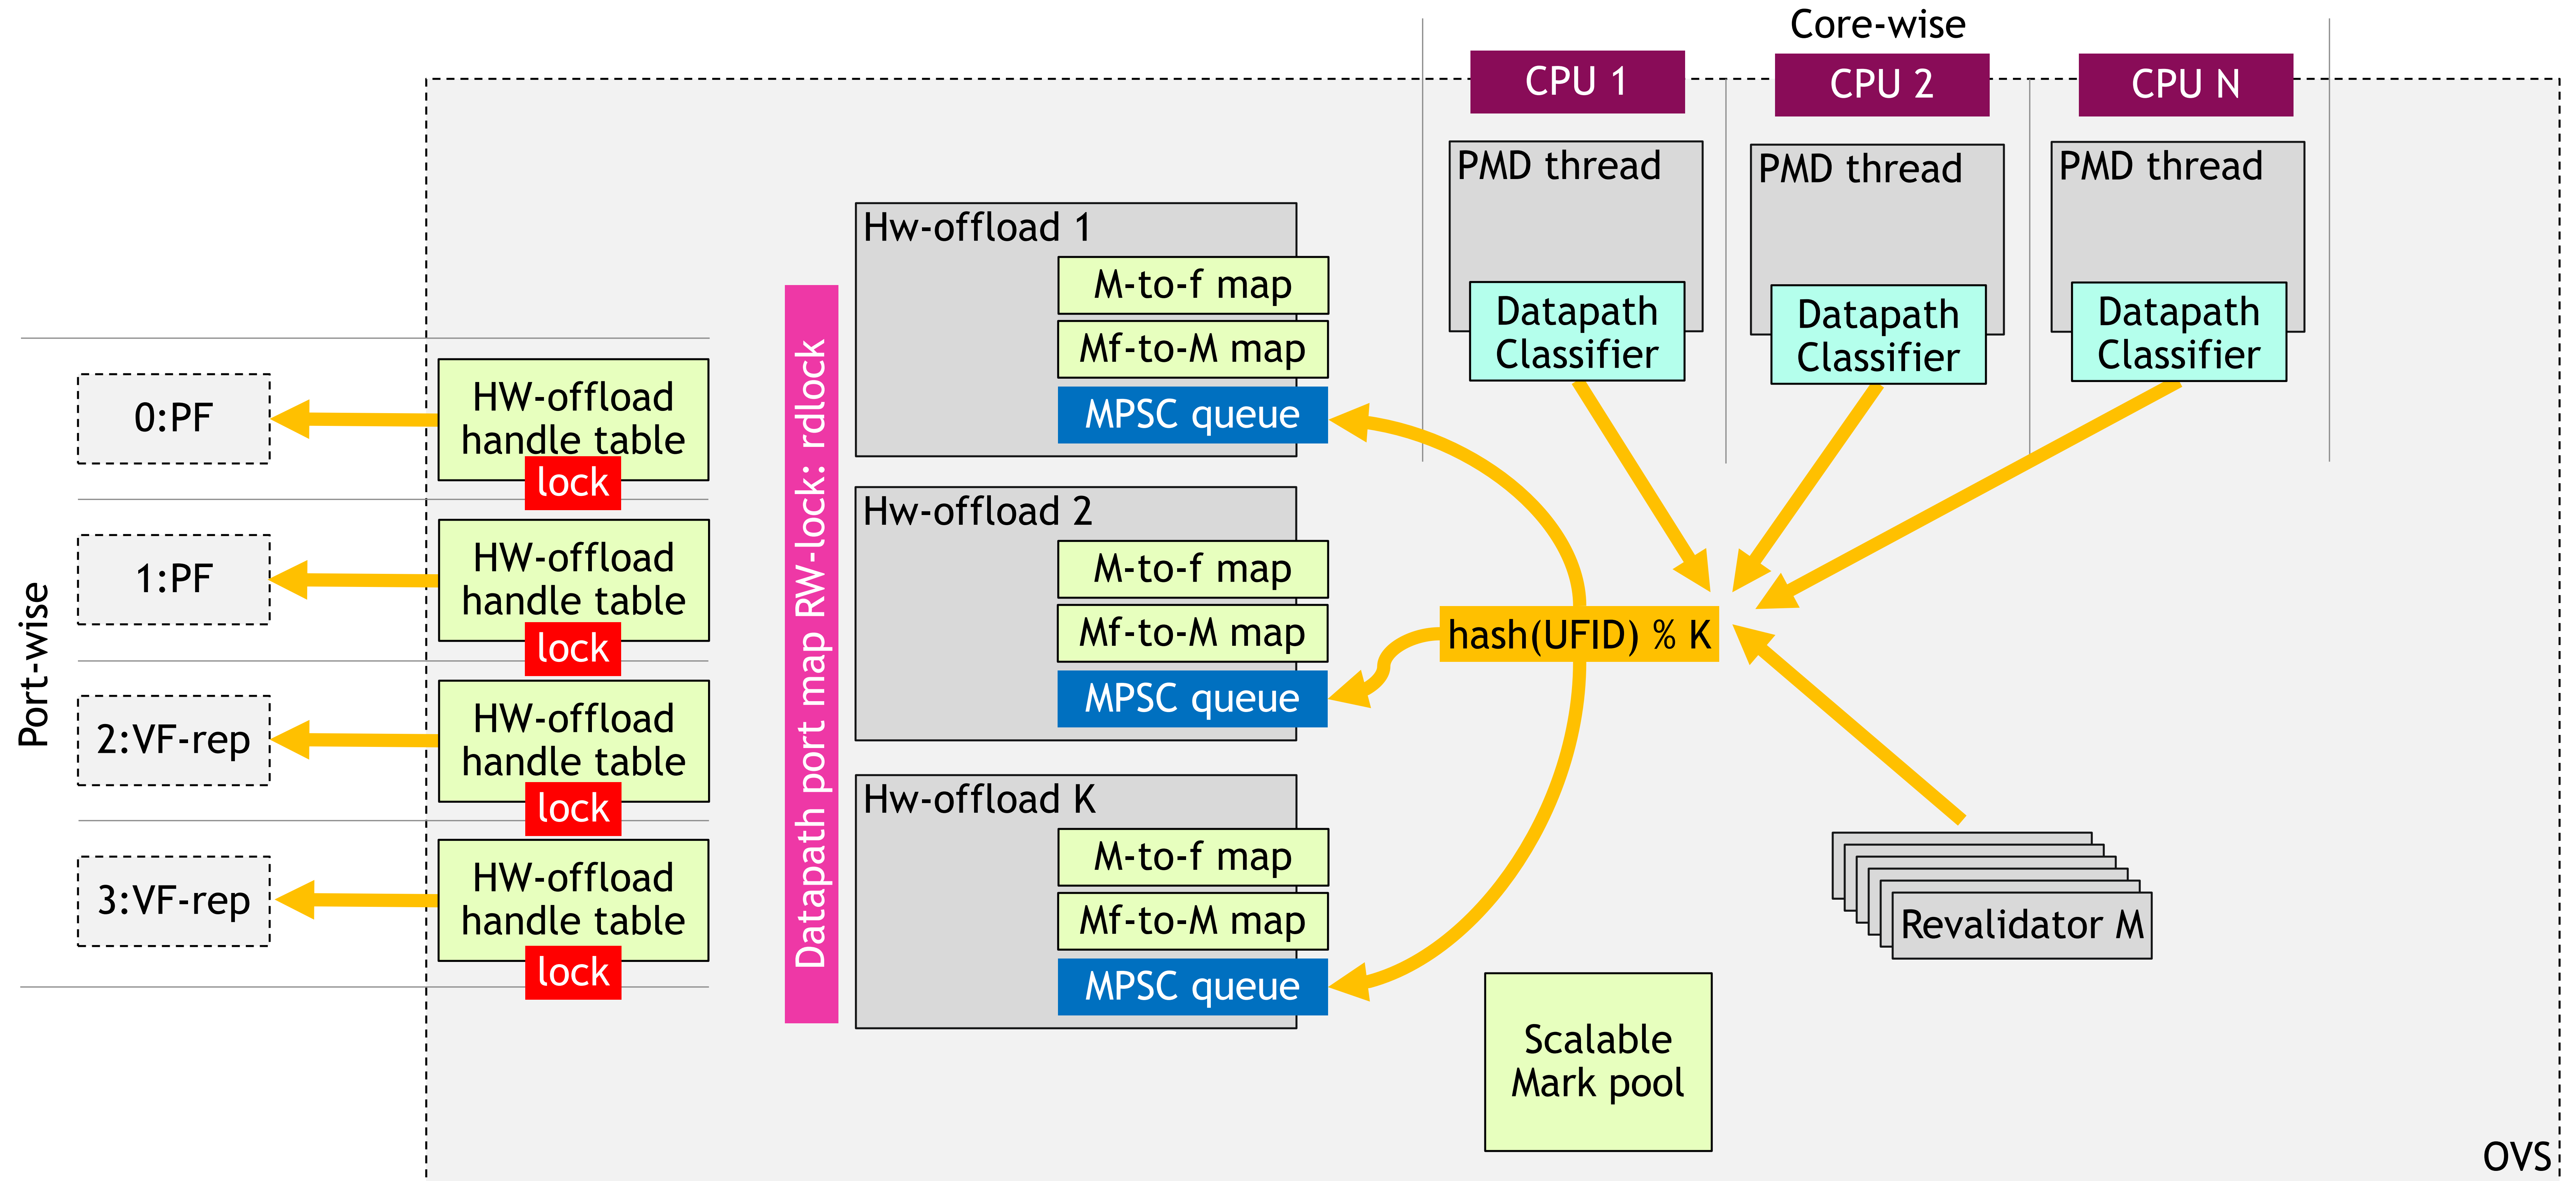 Core-wise
CPU 1
CPU 2
CPU N
PMD thread
Datapath
Classifier
PMD thread
Datapath
Classifier
PMD thread
Datapath
Classifier
Port-wise
0:PF
1:PF
2:VF-rep
3:VF-rep
HW-offload
handle table
lock
HW-offload
handle table
lock
HW-offload
handle table
lock
HW-offload
handle table
lock
Datapath port map RW-lock: rdlock
Hw-offload 1
M-to-f map
Mf-to-M map
MPSC queue
Hw-offload 2
M-to-f map
Mf-to-M map
MPSC queue
Hw-offload K
M-to-f map
Mf-to-M map
MPSC queue
hash(UFID) % K
Revalidator M
Scalable
Mark pool
OVS